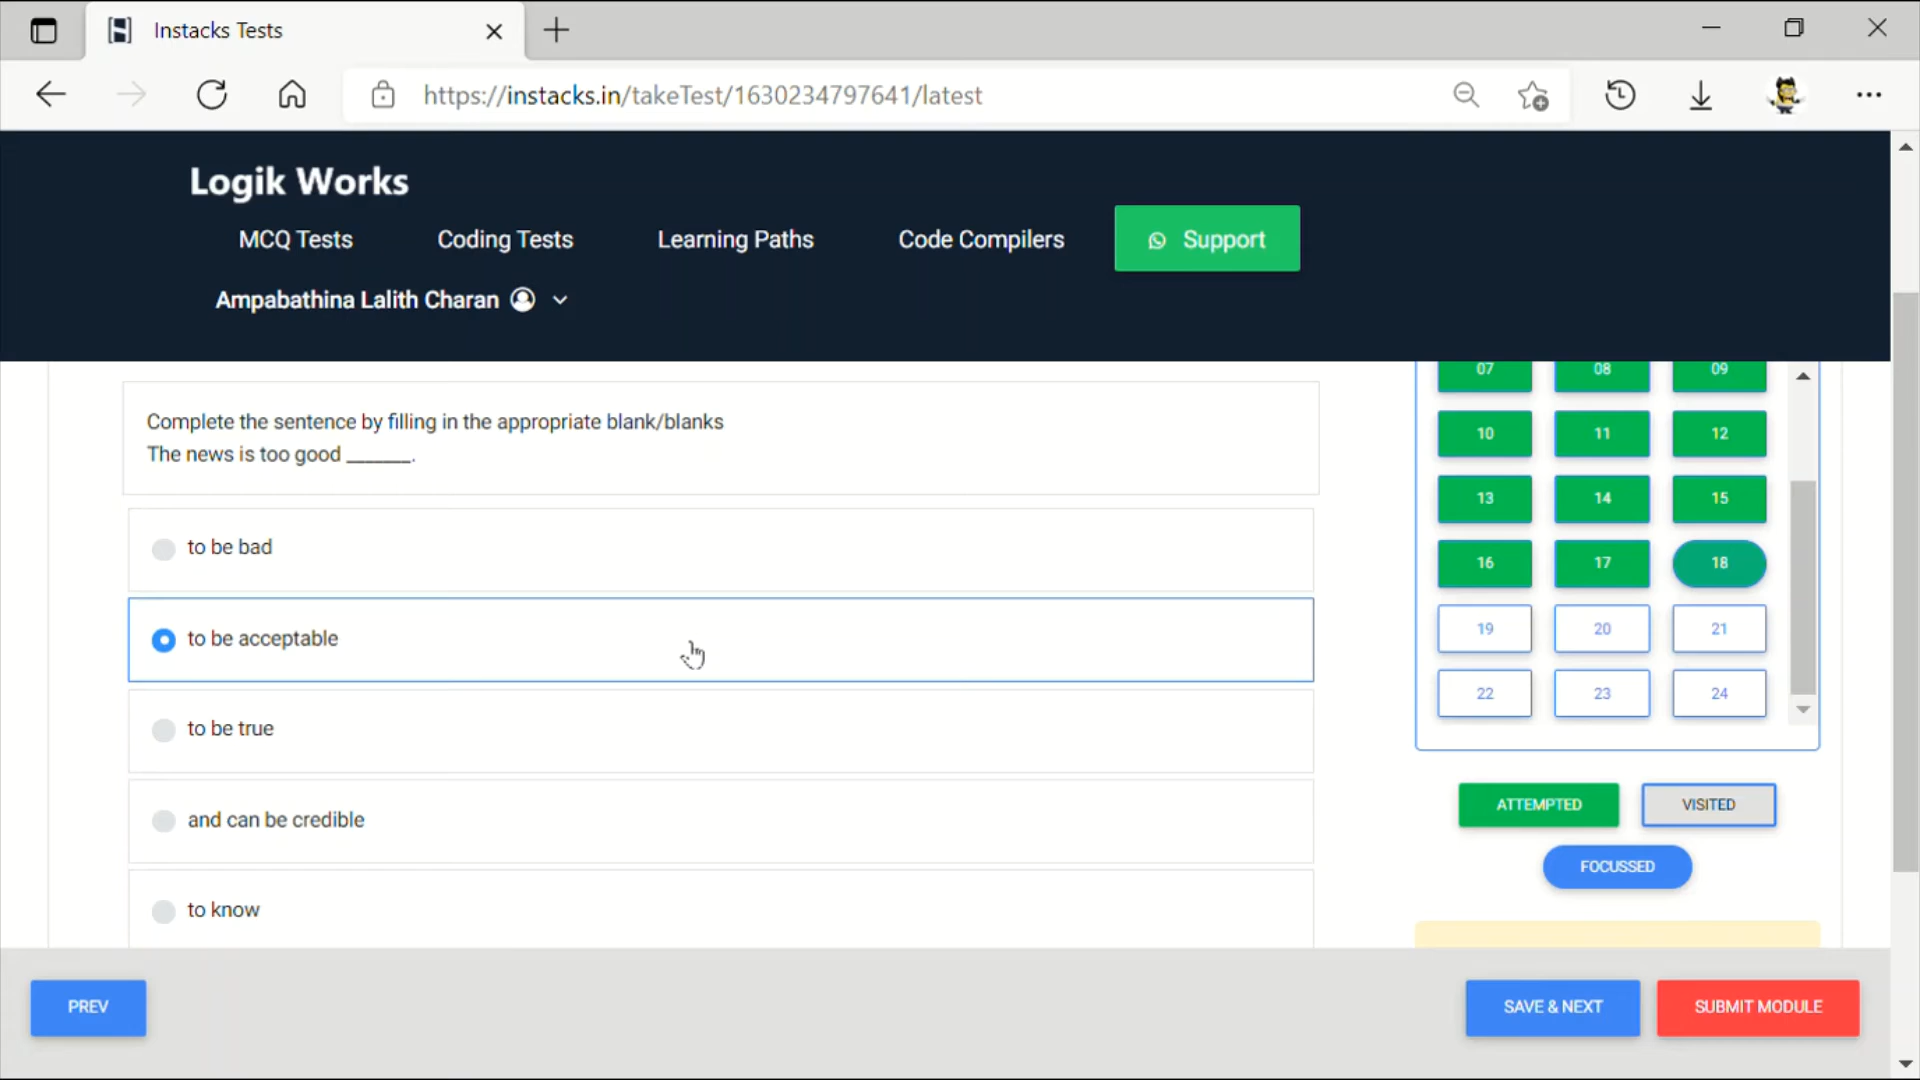 Instacks Tests
https://instacks.in/takeTest/1630234797641/latest
Logik Works
MCQ Tests
Coding Tests
Learning Paths
Code Compilers
Support
Ampabathina Lalith Charan
Complete the sentence by filling in the appropriate blank/blanks
The news is too good _______.
to be bad
to be acceptable
to be true
and can be credible
to know
07 08 09
10 11 12
13 14 15
16 17 18
19 20 21
22 23 24
ATTEMPTED
VISITED
FOCUSSED
PREV
SAVE & NEXT
SUBMIT MODULE